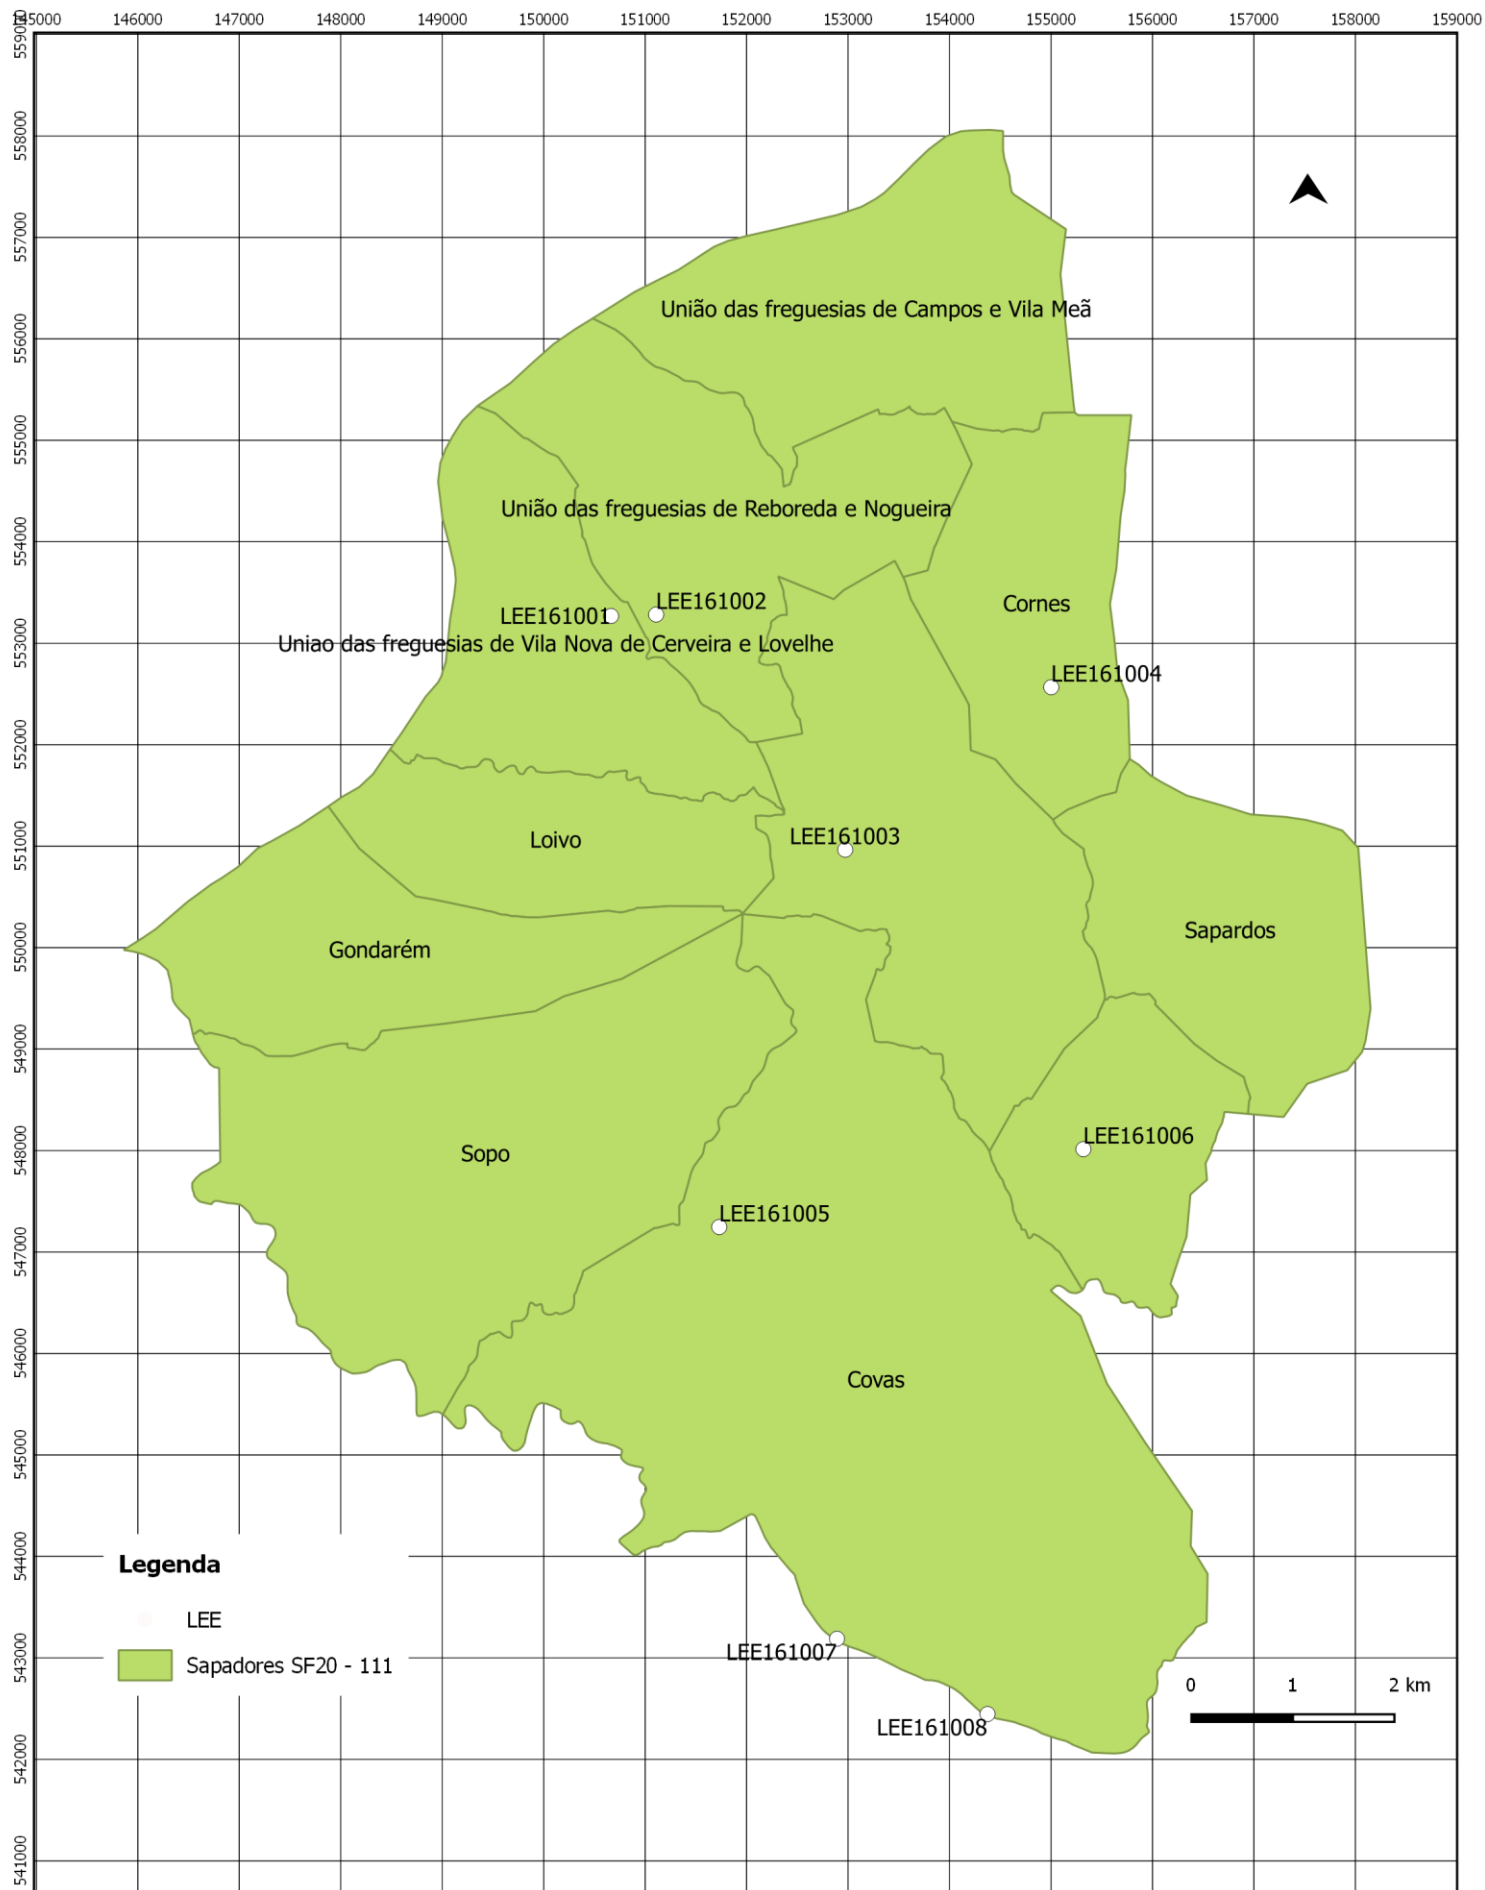 145000 146000 147000 148000 149000 150000 151000 152000 153000 154000 155000 156000 157000 158000 159000
559000
558000
557000
União das freguesias de Campos e Vila Meã
556000
555000
União das freguesias de Reboreda e Nogueira
554000
Cornes
LEE161001
LEE161002
553000
Uniao das freguesias de Vila Nova de Cerveira e Lovelhe
LEE161004
552000
Loivo
LEE161003
551000
Sapardos
Gondarém
550000
549000
LEE161006
548000
Sopo
LEE161005
547000
546000
Covas
545000
544000
Legenda
LEE
Sapadores SF20 - 111
LEE161007
543000
0 1 2 km
LEE161008
542000
541000